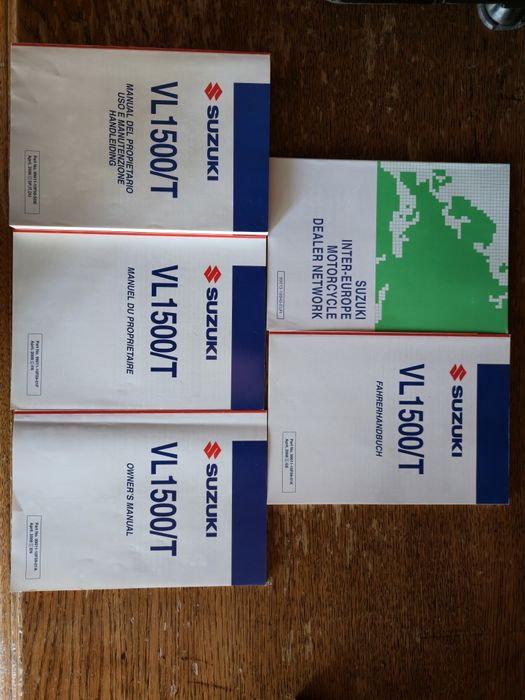 SUZUKI
VL1500/T
MANUAL DEL PROPIETARIO
USO E MANUTENZIONE
HANDLEIDING
SUZUKI
VL1500/T
MANUEL DU PROPRIETAIRE
SUZUKI
VL1500/T
OWNER'S MANUAL
SUZUKI
INTER-EUROPE
MOTORCYCLE
DEALER NETWORK
SUZUKI
VL1500/T
FAHRERHANDBUCH